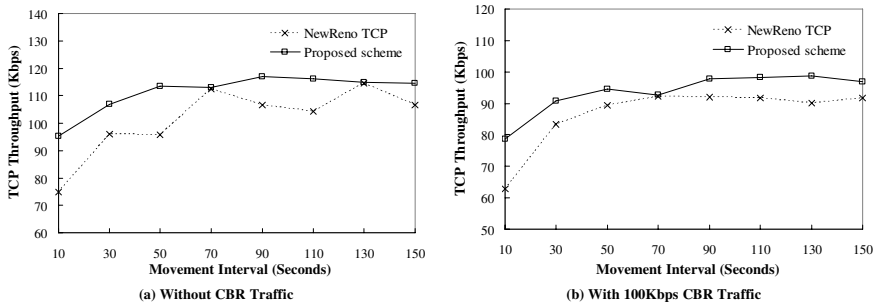 140
130
120
110
100
90
80
70
60
TCP Throughput (Kbps)
NewReno TCP
Proposed scheme
10 30 50 70 90 110 130 150
Movement Interval (Seconds)
(a) Without CBR Traffic
120
110
100
90
80
70
60
50
TCP Throughput (Kbps)
NewReno TCP
Proposed scheme
10 30 50 70 90 110 130 150
Movement Interval (Seconds)
(b) With 100Kbps CBR Traffic